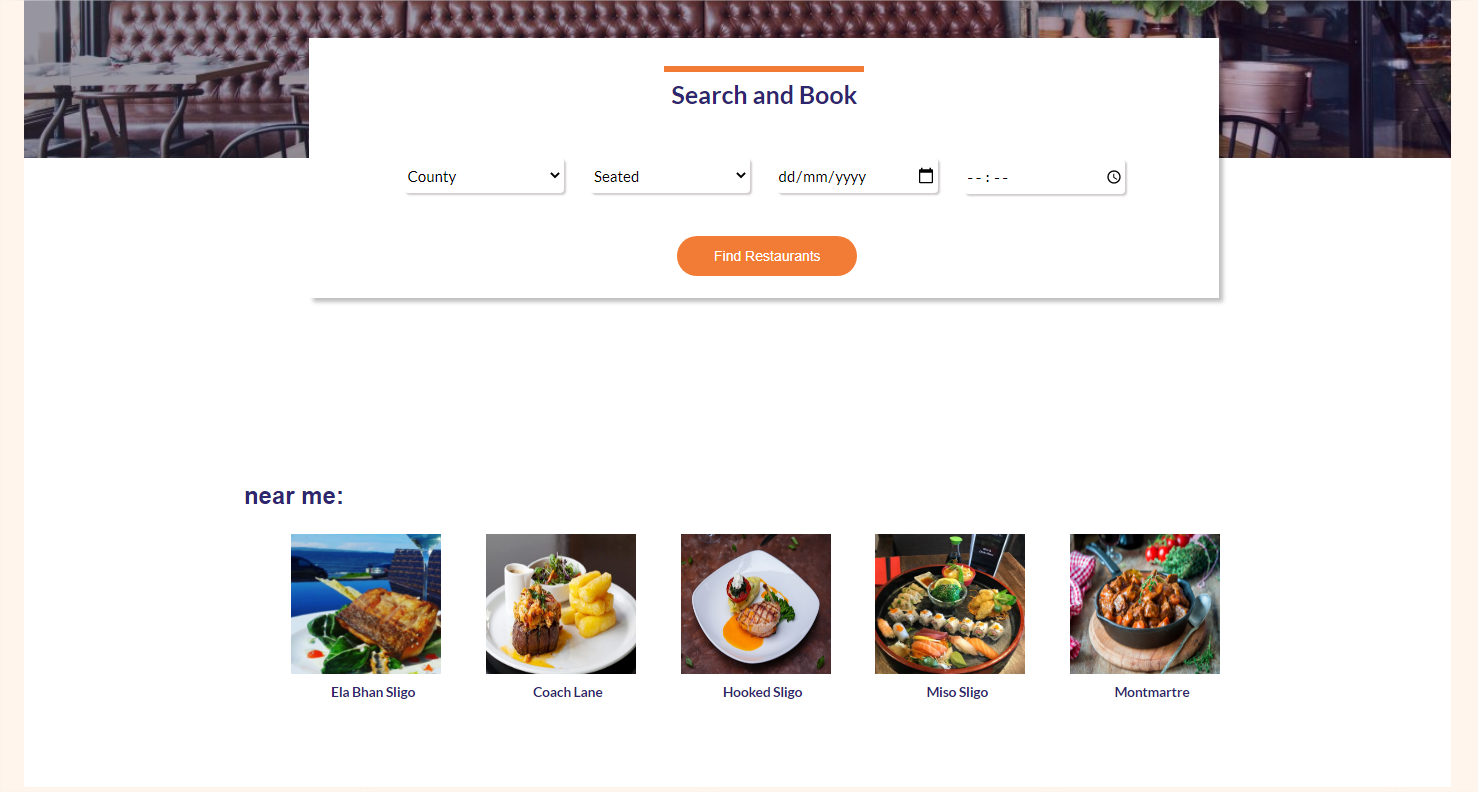 Search and Book
County Seated dd/mm/yyyy --:--
Find Restaurants
near me:
Ela Bhan Sligo Coach Lane Hooked Sligo Miso Sligo Montmartre